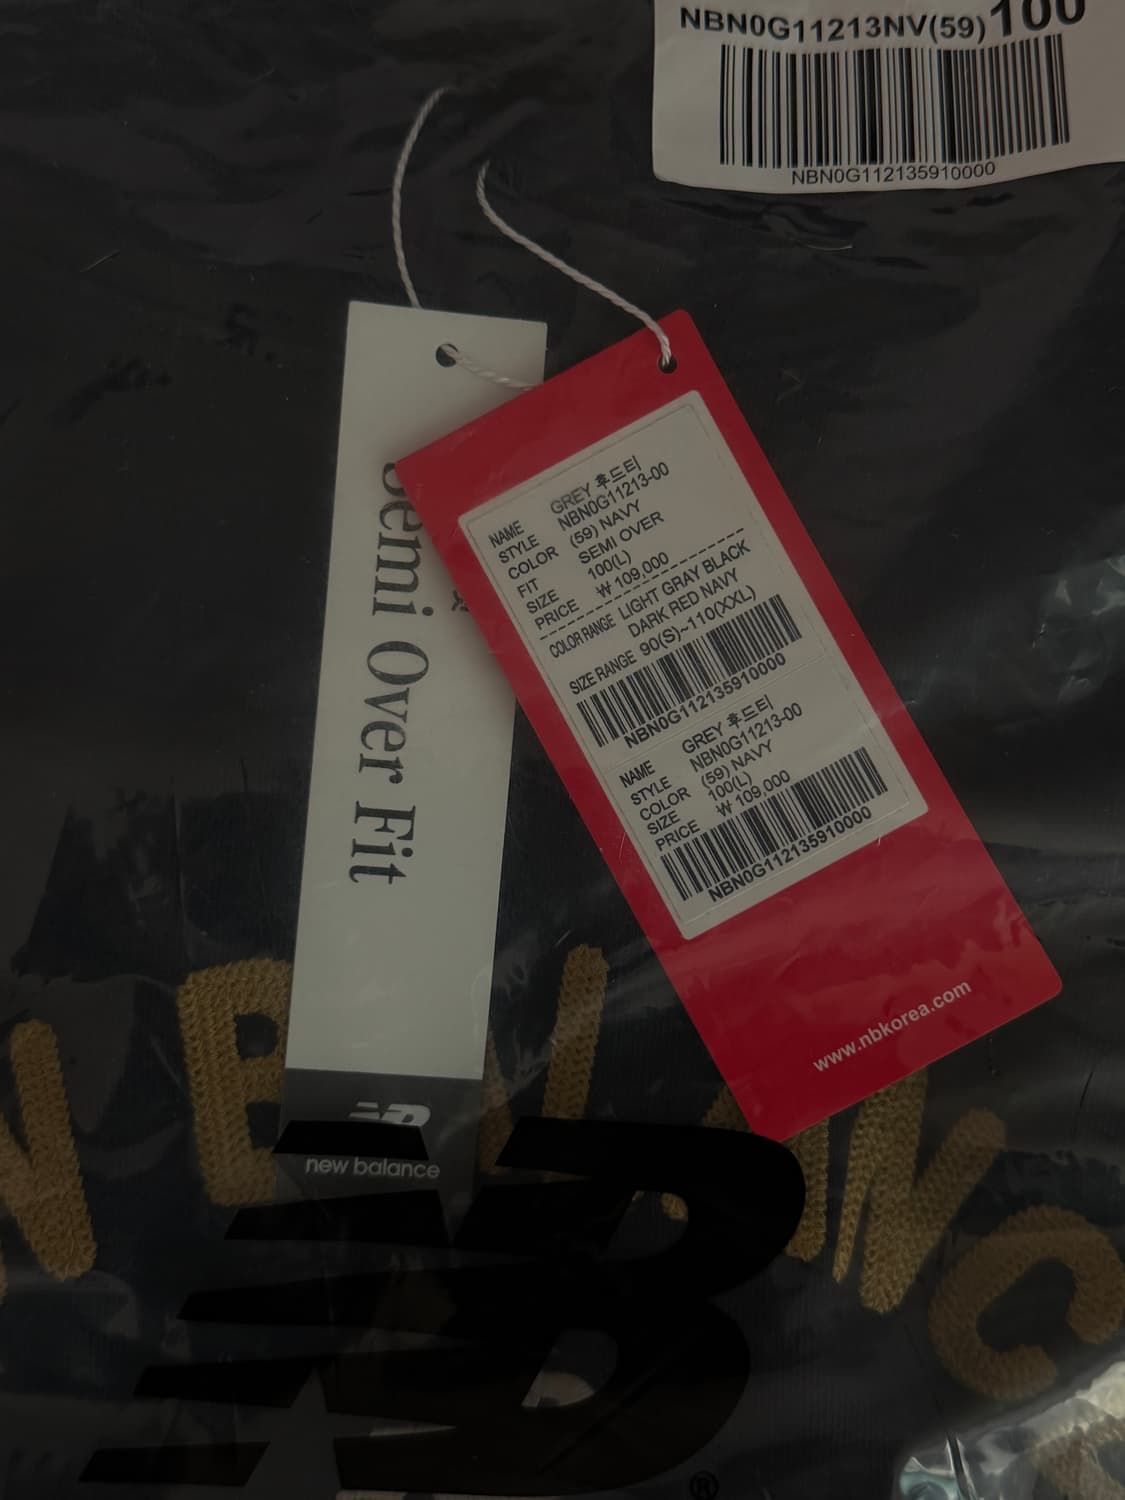 NBN0G11213NV(59) 100
NBN0G112135910000
Semi Over Fit
new balance
NAME GREY 후드티
STYLE NBN0G11213-00
COLOR (59) NAVY
FIT SEMI OVER
SIZE 100(L)
PRICE ₩ 109,000
COLOR RANGE LIGHT GRAY BLACK
DARK RED NAVY
SIZE RANGE 90(S)~110(XXL)
NBN0G112135910000
NAME GREY 후드티
STYLE NBN0G11213-00
COLOR (59) NAVY
SIZE 100(L)
PRICE ₩ 109,000
NBN0G112135910000
www.nbkorea.com
®